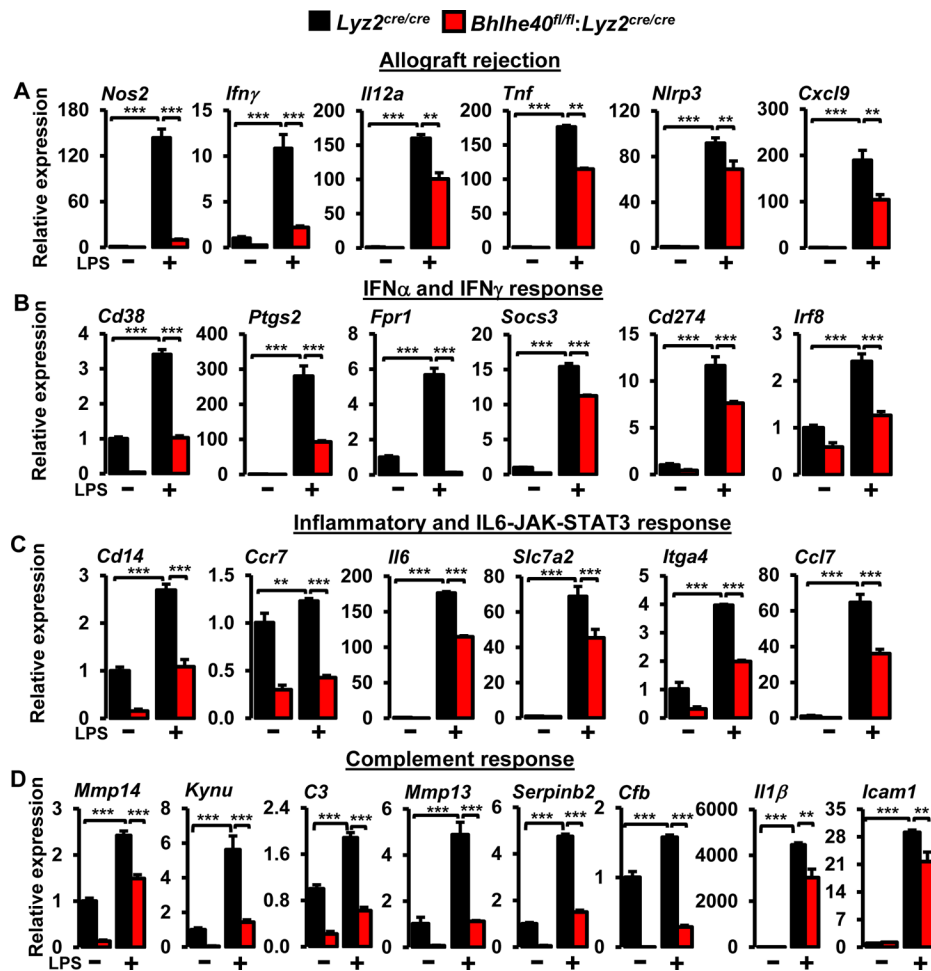 Lyz2cre/cre Bhlhe40fl/fl:Lyz2cre/cre
Allograft rejection
A
Nos2 Ifnγ Il12a Tnf Nlrp3 Cxcl9
*** *** *** *** *** ** *** ** *** ** *** **
Relative expression
180 120 60 0
15 10 5 0
200 150 100 50 0
200 150 100 50 0
120 90 60 30 0
300 200 100 0
LPS − + − + − + − + − + − +
B
IFNα and IFNγ response
Cd38 Ptgs2 Fpr1 Socs3 Cd274 Irf8
*** *** *** *** *** *** *** *** *** *** *** ***
Relative expression
4 3 2 1 0
400 300 200 100 0
8 6 4 2 0
20 15 10 5 0
15 10 5 0
3 2 1 0
LPS − + − + − + − + − + − +
Inflammatory and IL6-JAK-STAT3 response
C
Cd14 Ccr7 Il6 Slc7a2 Itga4 Ccl7
*** *** ** *** *** *** *** *** *** *** *** ***
Relative expression
3 2 1 0
1.5 1.0 0.5 0.0
200 150 100 50 0
80 60 40 20 0
5 4 3 2 1 0
80 60 40 20 0
LPS − + − + − + − + − + − +
Complement response
D
Mmp14 Kynu C3 Mmp13 Serpinb2 Cfb Il1β Icam1
*** *** *** *** *** *** *** *** *** *** *** *** *** ** *** **
Relative expression
3 2 1 0
8 6 4 2 0
2.4 1.8 1.2 0.6 0.0
6 4 2 0
6 4 2 0
2 1 0
6000 4000 2000 0
35 28 21 14 7 0
LPS − + − + − + − + − + − + − + − +